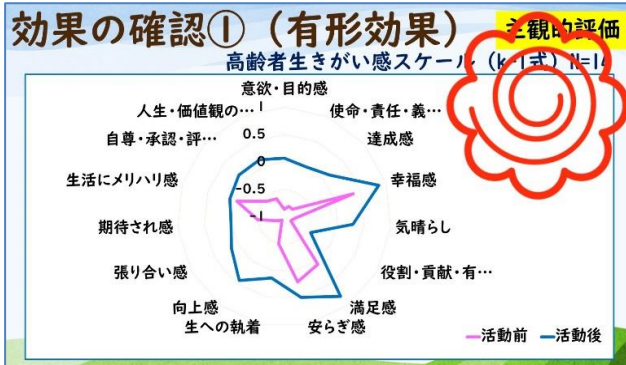 効果の確認①（有形効果）
主観的評価
高齢者生きがい感スケール（k-1式）N=14
意欲・目的感
人生・価値観の…
使命・責任・義…
自尊・承認・評…
達成感
生活にメリハリ感
幸福感
期待され感
気晴らし
張り合い感
役割・貢献・有…
向上感
満足感
生への執着
安らぎ感
1
0.5
0
-0.5
-1
活動前
活動後